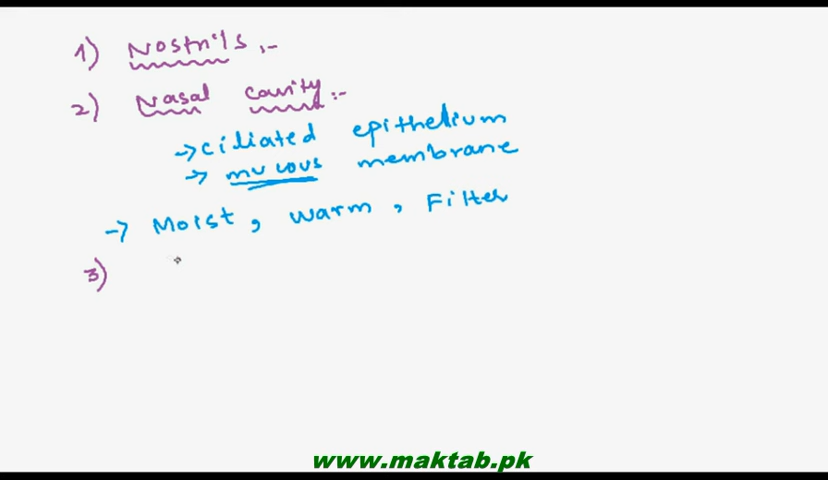 1) Nostrils :-
2) Nasal cavity :-
→ ciliated epithelium
→ mucous membrane
→ Moist, warm, Filter
3)
www.maktab.pk